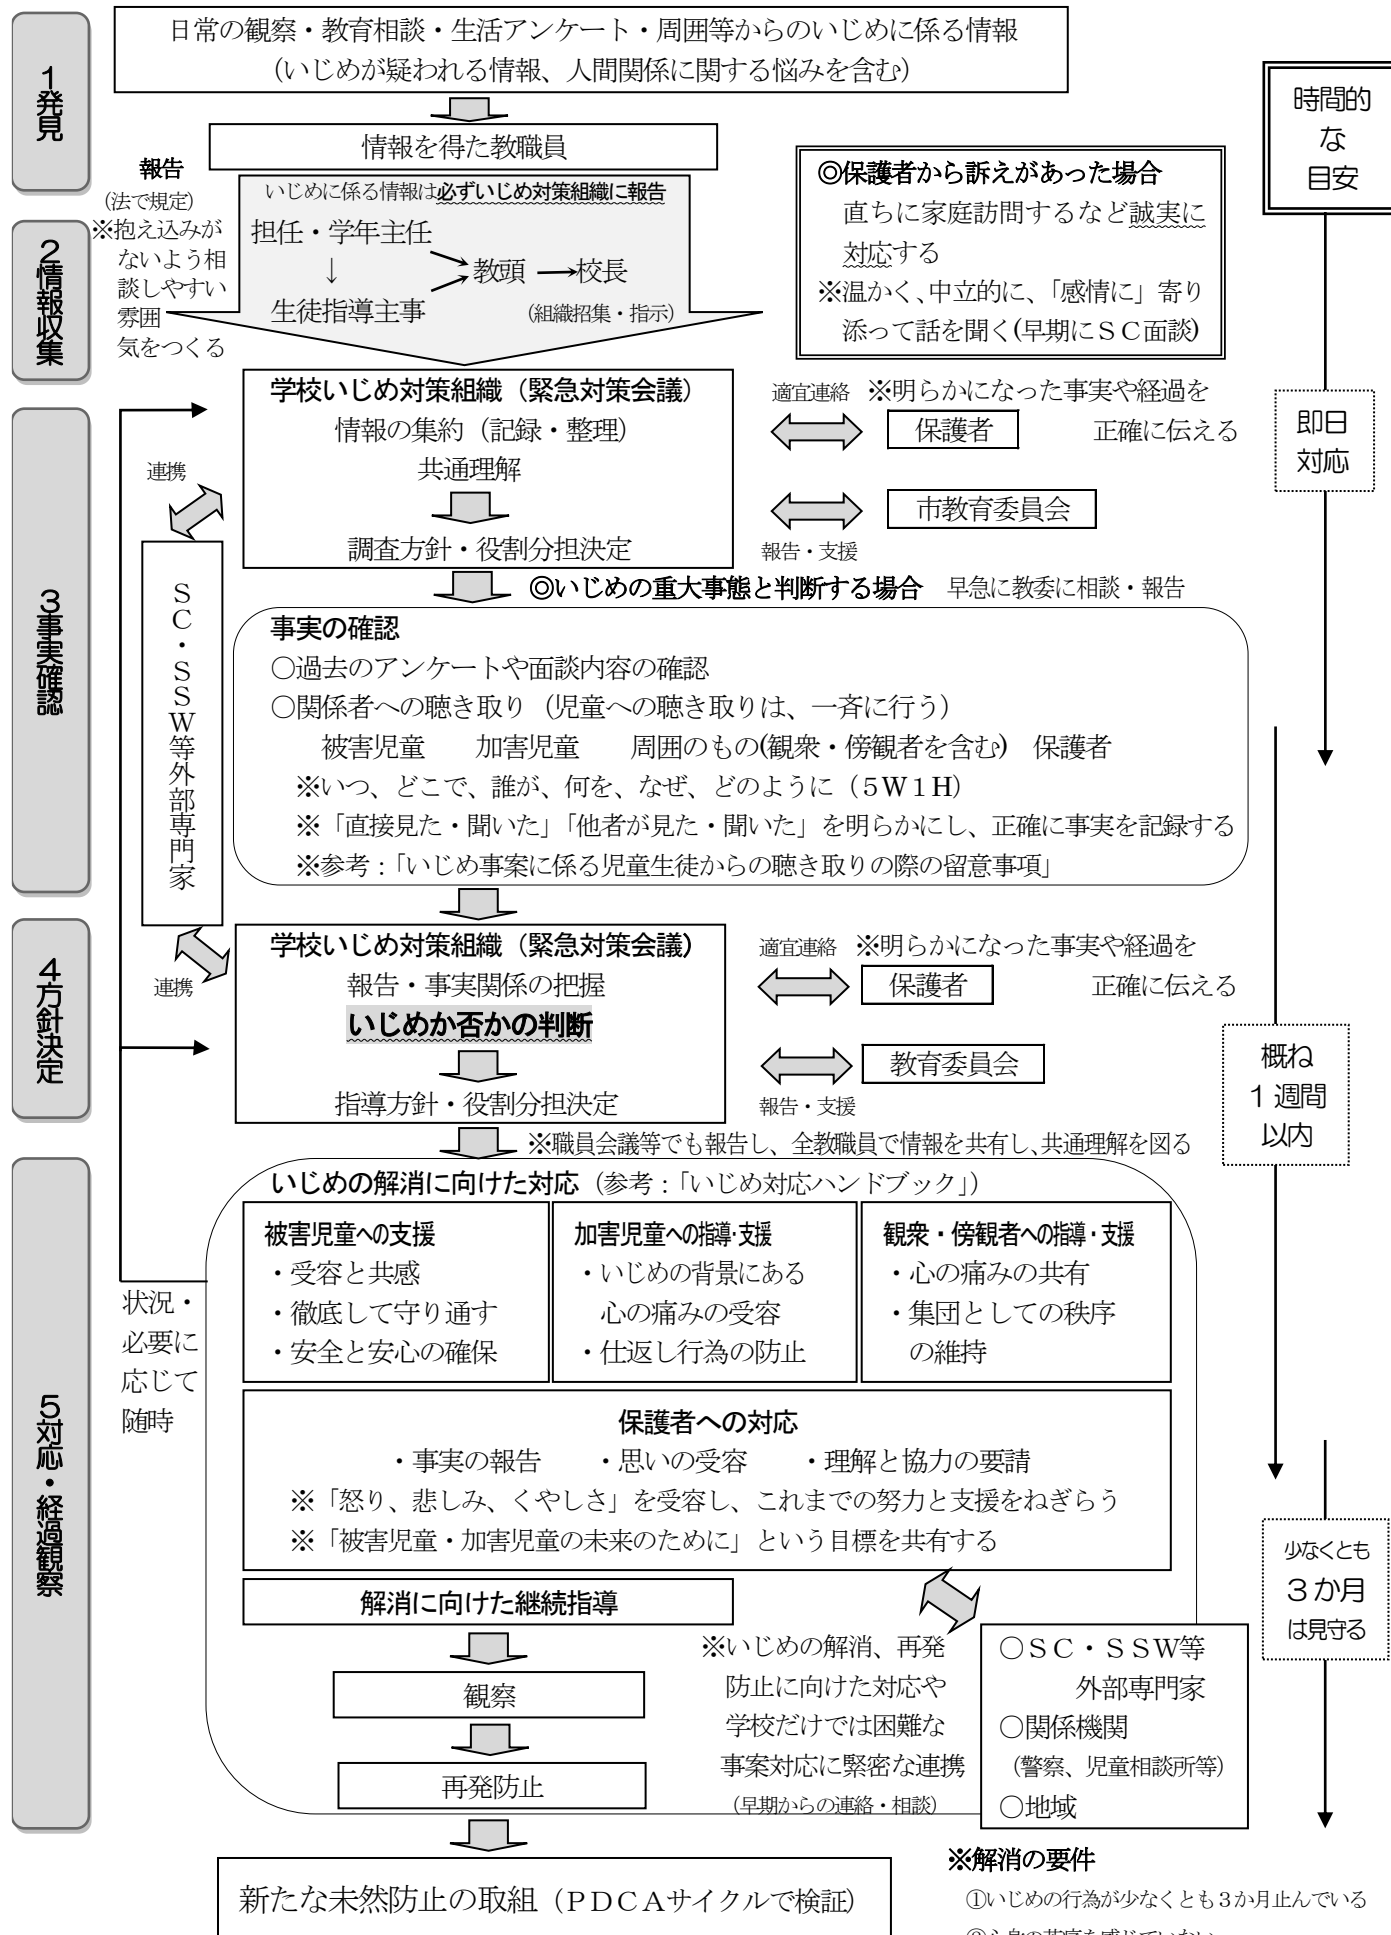 1発見
日常の観察・教育相談・生活アンケート・周囲等からのいじめに係る情報
(いじめが疑われる情報、人間関係に関する悩みを含む)
時間的
な
目安
情報を得た教職員
報告
(法で規定)
※抱え込みが
ないよう相
談しやすい
雰囲
気をつくる
いじめに係る情報は必ずいじめ対策組織に報告
担任・学年主任
↓
生徒指導主事
教頭
校長
(組織招集・指示)
◎保護者から訴えがあった場合
直ちに家庭訪問するなど誠実に
対応する
※温かく、中立的に、「感情に」寄り
添って話を聞く(早期にＳＣ面談)
2情報収集
学校いじめ対策組織（緊急対策会議）
情報の集約（記録・整理）
共通理解
調査方針・役割分担決定
適宜連絡
※明らかになった事実や経過を
正確に伝える
保護者
市教育委員会
報告・支援
即日
対応
連携
ＳＣ・ＳＳＷ等外部専門家
連携
3事実確認
◎いじめの重大事態と判断する場合　早急に教委に相談・報告
事実の確認
○過去のアンケートや面談内容の確認
○関係者への聴き取り（児童への聴き取りは、一斉に行う）
被害児童　加害児童　周囲のもの(観衆・傍観者を含む)　保護者
※いつ、どこで、誰が、何を、なぜ、どのように（５Ｗ１Ｈ）
※「直接見た・聞いた」「他者が見た・聞いた」を明らかにし、正確に事実を記録する
※参考：「いじめ事案に係る児童生徒からの聴き取りの際の留意事項」
4方針決定
学校いじめ対策組織（緊急対策会議）
報告・事実関係の把握
いじめか否かの判断
指導方針・役割分担決定
適宜連絡
※明らかになった事実や経過を
正確に伝える
保護者
教育委員会
報告・支援
概ね
１週間
以内
※職員会議等でも報告し、全教職員で情報を共有し、共通理解を図る
5対応・経過観察
いじめの解消に向けた対応（参考：「いじめ対応ハンドブック」）
被害児童への支援
・受容と共感
・徹底して守り通す
・安全と安心の確保
加害児童への指導・支援
・いじめの背景にある
心の痛みの受容
・仕返し行為の防止
観衆・傍観者への指導・支援
・心の痛みの共有
・集団としての秩序
の維持
状況・
必要に
応じて
随時
保護者への対応
・事実の報告　・思いの受容　・理解と協力の要請
※「怒り、悲しみ、くやしさ」を受容し、これまでの努力と支援をねぎらう
※「被害児童・加害児童の未来のために」という目標を共有する
少なくとも
３か月
は見守る
解消に向けた継続指導
観察
再発防止
※いじめの解消、再発
防止に向けた対応や
学校だけでは困難な
事案対応に緊密な連携
(早期からの連絡・相談)
○ＳＣ・ＳＳＷ等
外部専門家
○関係機関
(警察、児童相談所等)
○地域
新たな未然防止の取組（ＰＤＣＡサイクルで検証）
※解消の要件
①いじめの行為が少なくとも３か月止んでいる